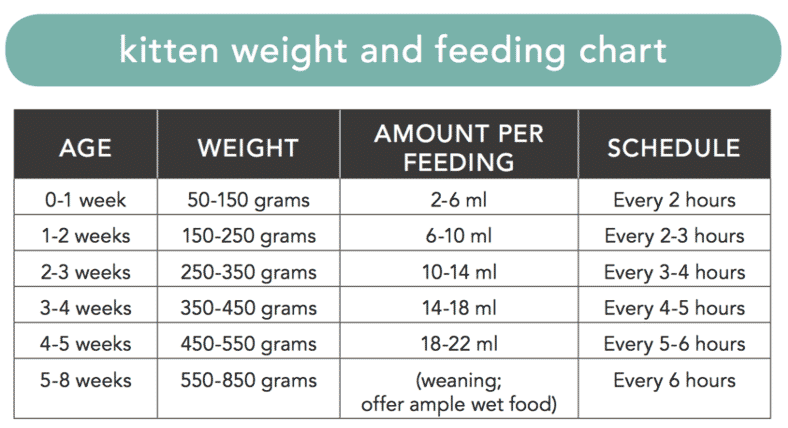 kitten weight and feeding chart
AGE WEIGHT AMOUNT PER FEEDING SCHEDULE
0-1 week 50-150 grams 2-6 ml Every 2 hours
1-2 weeks 150-250 grams 6-10 ml Every 2-3 hours
2-3 weeks 250-350 grams 10-14 ml Every 3-4 hours
3-4 weeks 350-450 grams 14-18 ml Every 4-5 hours
4-5 weeks 450-550 grams 18-22 ml Every 5-6 hours
5-8 weeks 550-850 grams (weaning; offer ample wet food) Every 6 hours